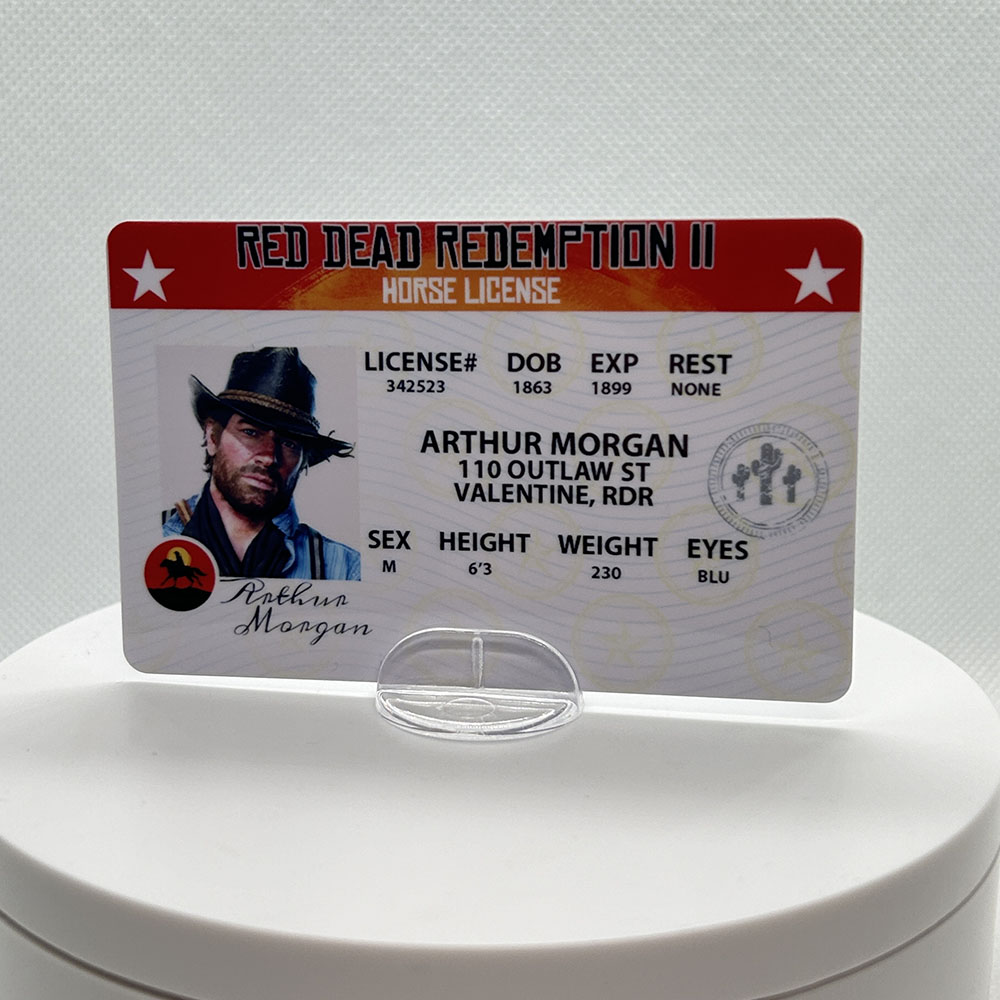 RED DEAD REDEMPTION II
HORSE LICENSE
LICENSE# DOB EXP REST
342523 1863 1899 NONE
ARTHUR MORGAN
110 OUTLAW ST
VALENTINE, RDR
SEX HEIGHT WEIGHT EYES
M 6'3 230 BLU
Arthur
Morgan